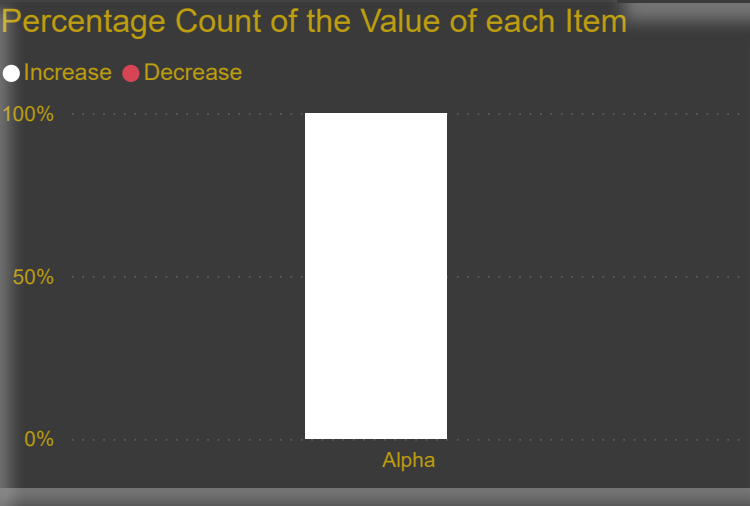 Percentage Count of the Value of each Item
Increase Decrease
100%
50%
0%
Alpha